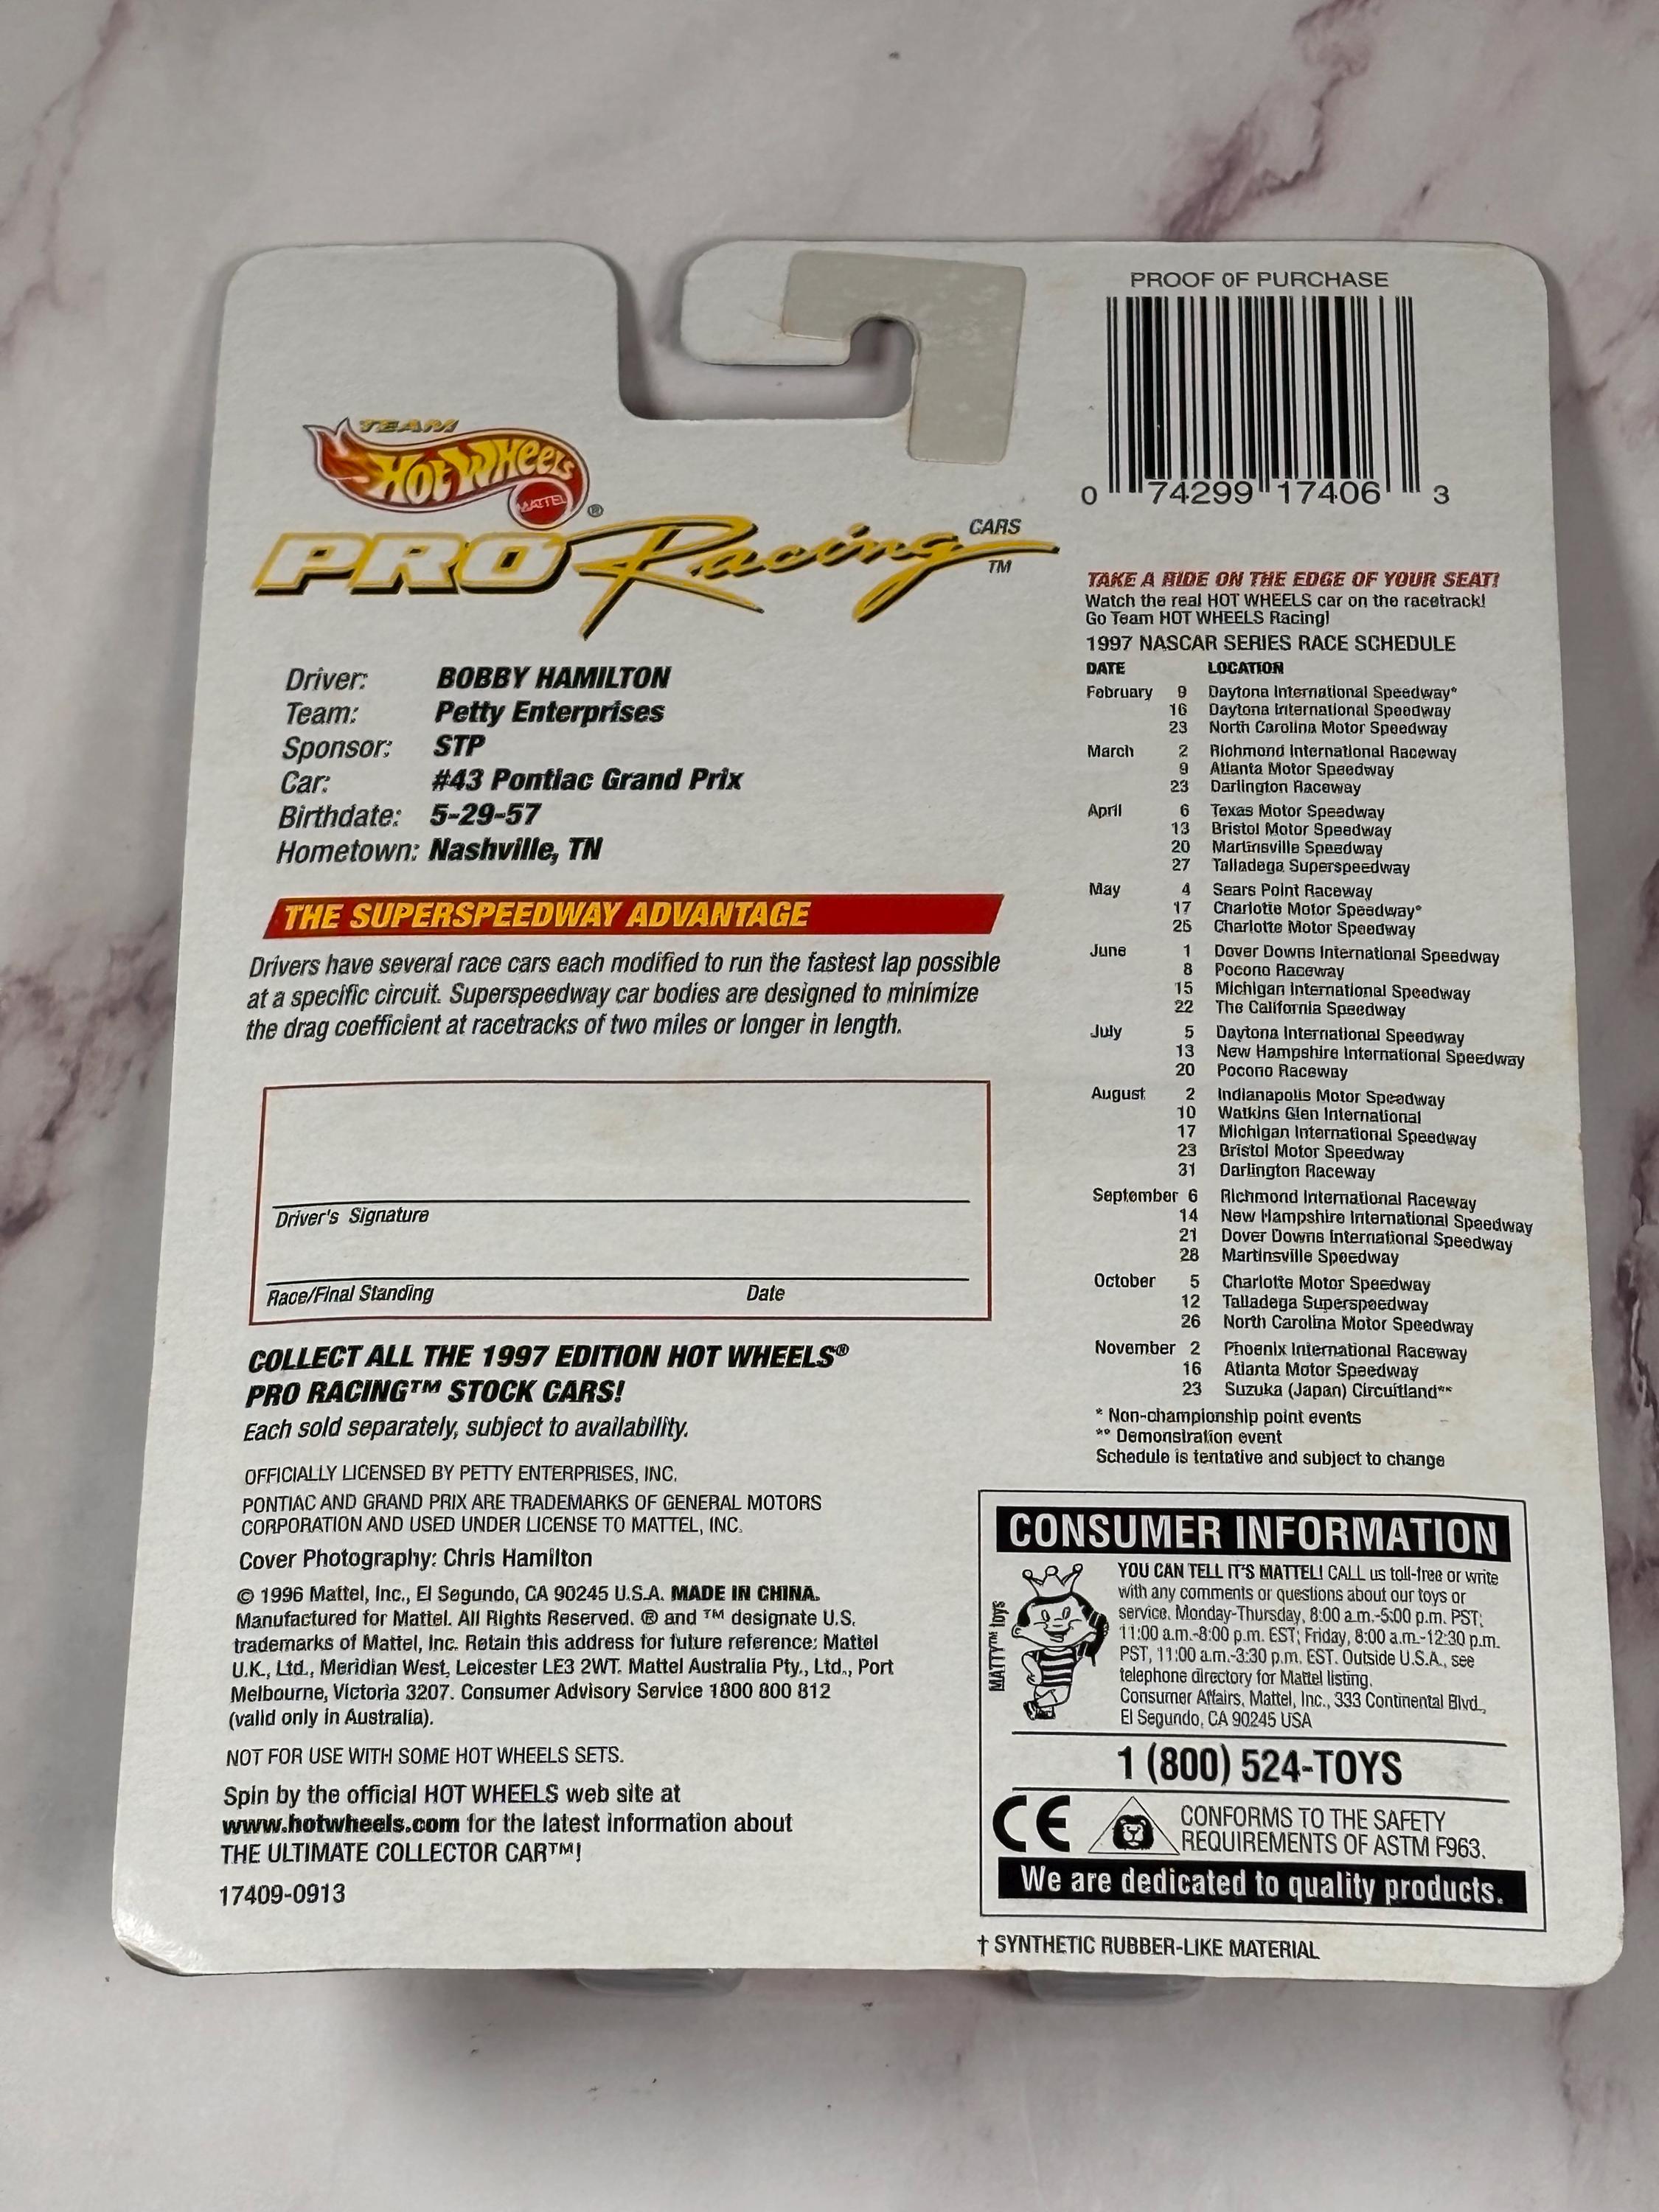 TEAM
Hot Wheels
MATTEL
®
PRO Racing CARS
TM
Driver: BOBBY HAMILTON
Team: Petty Enterprises
Sponsor: STP
Car: #43 Pontiac Grand Prix
Birthdate: 5-29-57
Hometown: Nashville, TN
THE SUPERSPEEDWAY ADVANTAGE
Drivers have several race cars each modified to run the fastest lap possible
at a specific circuit. Superspeedway car bodies are designed to minimize
the drag coefficient at racetracks of two miles or longer in length.
Driver's Signature
Race/Final Standing Date
COLLECT ALL THE 1997 EDITION HOT WHEELS®
PRO RACING™ STOCK CARS!
Each sold separately, subject to availability.
OFFICIALLY LICENSED BY PETTY ENTERPRISES, INC.
PONTIAC AND GRAND PRIX ARE TRADEMARKS OF GENERAL MOTORS
CORPORATION AND USED UNDER LICENSE TO MATTEL, INC.
Cover Photography: Chris Hamilton
© 1996 Mattel, Inc., El Segundo, CA 90245 U.S.A. MADE IN CHINA.
Manufactured for Mattel. All Rights Reserved. ® and ™ designate U.S.
trademarks of Mattel, Inc. Retain this address for future reference: Mattel
U.K., Ltd., Meridian West, Leicester LE3 2WT. Mattel Australia Pty., Ltd., Port
Melbourne, Victoria 3207. Consumer Advisory Service 1800 800 812
(valid only in Australia).
NOT FOR USE WITH SOME HOT WHEELS SETS.
Spin by the official HOT WHEELS web site at
www.hotwheels.com for the latest information about
THE ULTIMATE COLLECTOR CAR™!
17409-0913
PROOF OF PURCHASE
0 74299 17406 3
TAKE A RIDE ON THE EDGE OF YOUR SEAT!
Watch the real HOT WHEELS car on the racetrack!
Go Team HOT WHEELS Racing!
1997 NASCAR SERIES RACE SCHEDULE
DATE LOCATION
February 9 Daytona International Speedway*
16 Daytona International Speedway
23 North Carolina Motor Speedway
March 2 Richmond International Raceway
9 Atlanta Motor Speedway
23 Darlington Raceway
April 6 Texas Motor Speedway
13 Bristol Motor Speedway
20 Martinsville Speedway
27 Talladega Superspeedway
May 4 Sears Point Raceway
17 Charlotte Motor Speedway*
25 Charlotte Motor Speedway
June 1 Dover Downs International Speedway
8 Pocono Raceway
15 Michigan International Speedway
22 The California Speedway
July 5 Daytona International Speedway
13 New Hampshire International Speedway
20 Pocono Raceway
August 2 Indianapolis Motor Speedway
10 Watkins Glen International
17 Michigan International Speedway
23 Bristol Motor Speedway
31 Darlington Raceway
September 6 Richmond International Raceway
14 New Hampshire International Speedway
21 Dover Downs International Speedway
28 Martinsville Speedway
October 5 Charlotte Motor Speedway
12 Talladega Superspeedway
26 North Carolina Motor Speedway
November 2 Phoenix International Raceway
16 Atlanta Motor Speedway
23 Suzuka (Japan) Circuitland**
* Non-championship point events
** Demonstration event
Schedule is tentative and subject to change
CONSUMER INFORMATION
MATTY™ toys
YOU CAN TELL IT'S MATTEL! CALL us toll-free or write
with any comments or questions about our toys or
service. Monday-Thursday, 8:00 a.m.-5:00 p.m. PST;
11:00 a.m.-8:00 p.m. EST; Friday, 8:00 a.m.-12:30 p.m.
PST, 11:00 a.m.-3:30 p.m. EST. Outside U.S.A., see
telephone directory for Mattel listing.
Consumer Affairs, Mattel, Inc., 333 Continental Blvd.,
El Segundo, CA 90245 USA
1 (800) 524-TOYS
CE
CONFORMS TO THE SAFETY
REQUIREMENTS OF ASTM F963.
We are dedicated to quality products.
† SYNTHETIC RUBBER-LIKE MATERIAL